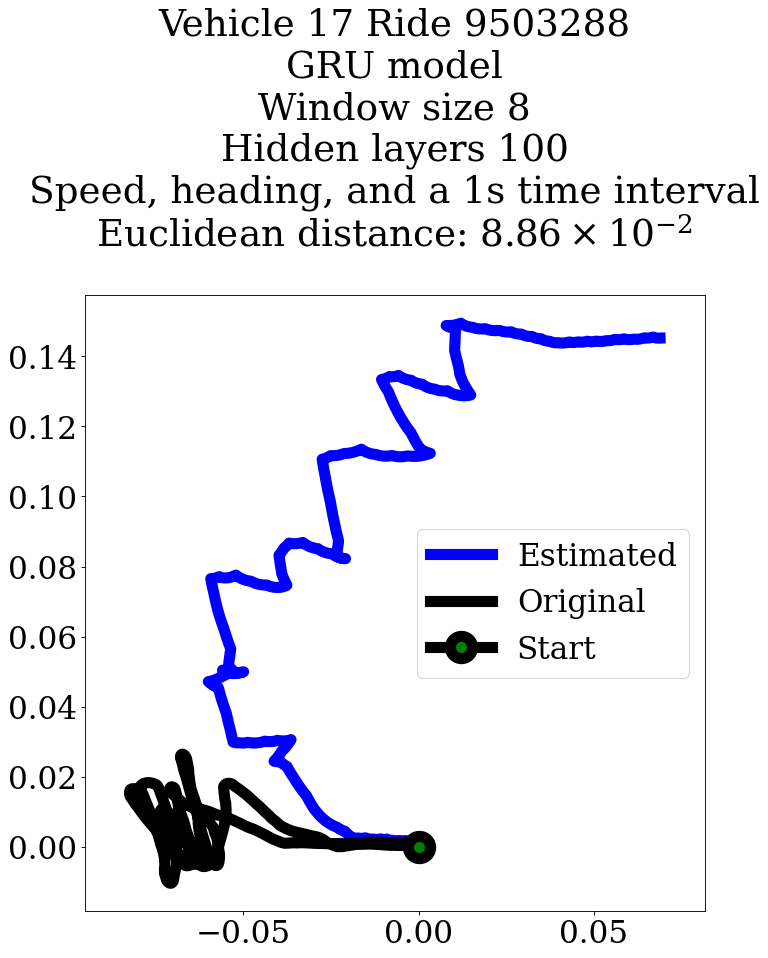 Vehicle 17 Ride 9503288
GRU model
Window size 8
Hidden layers 100
Speed, heading, and a 1s time interval
Euclidean distance: 8.86 × 10⁻²
0.14
0.12
0.10
0.08
0.06
0.04
0.02
0.00
Estimated
Original
Start
−0.05 0.00 0.05